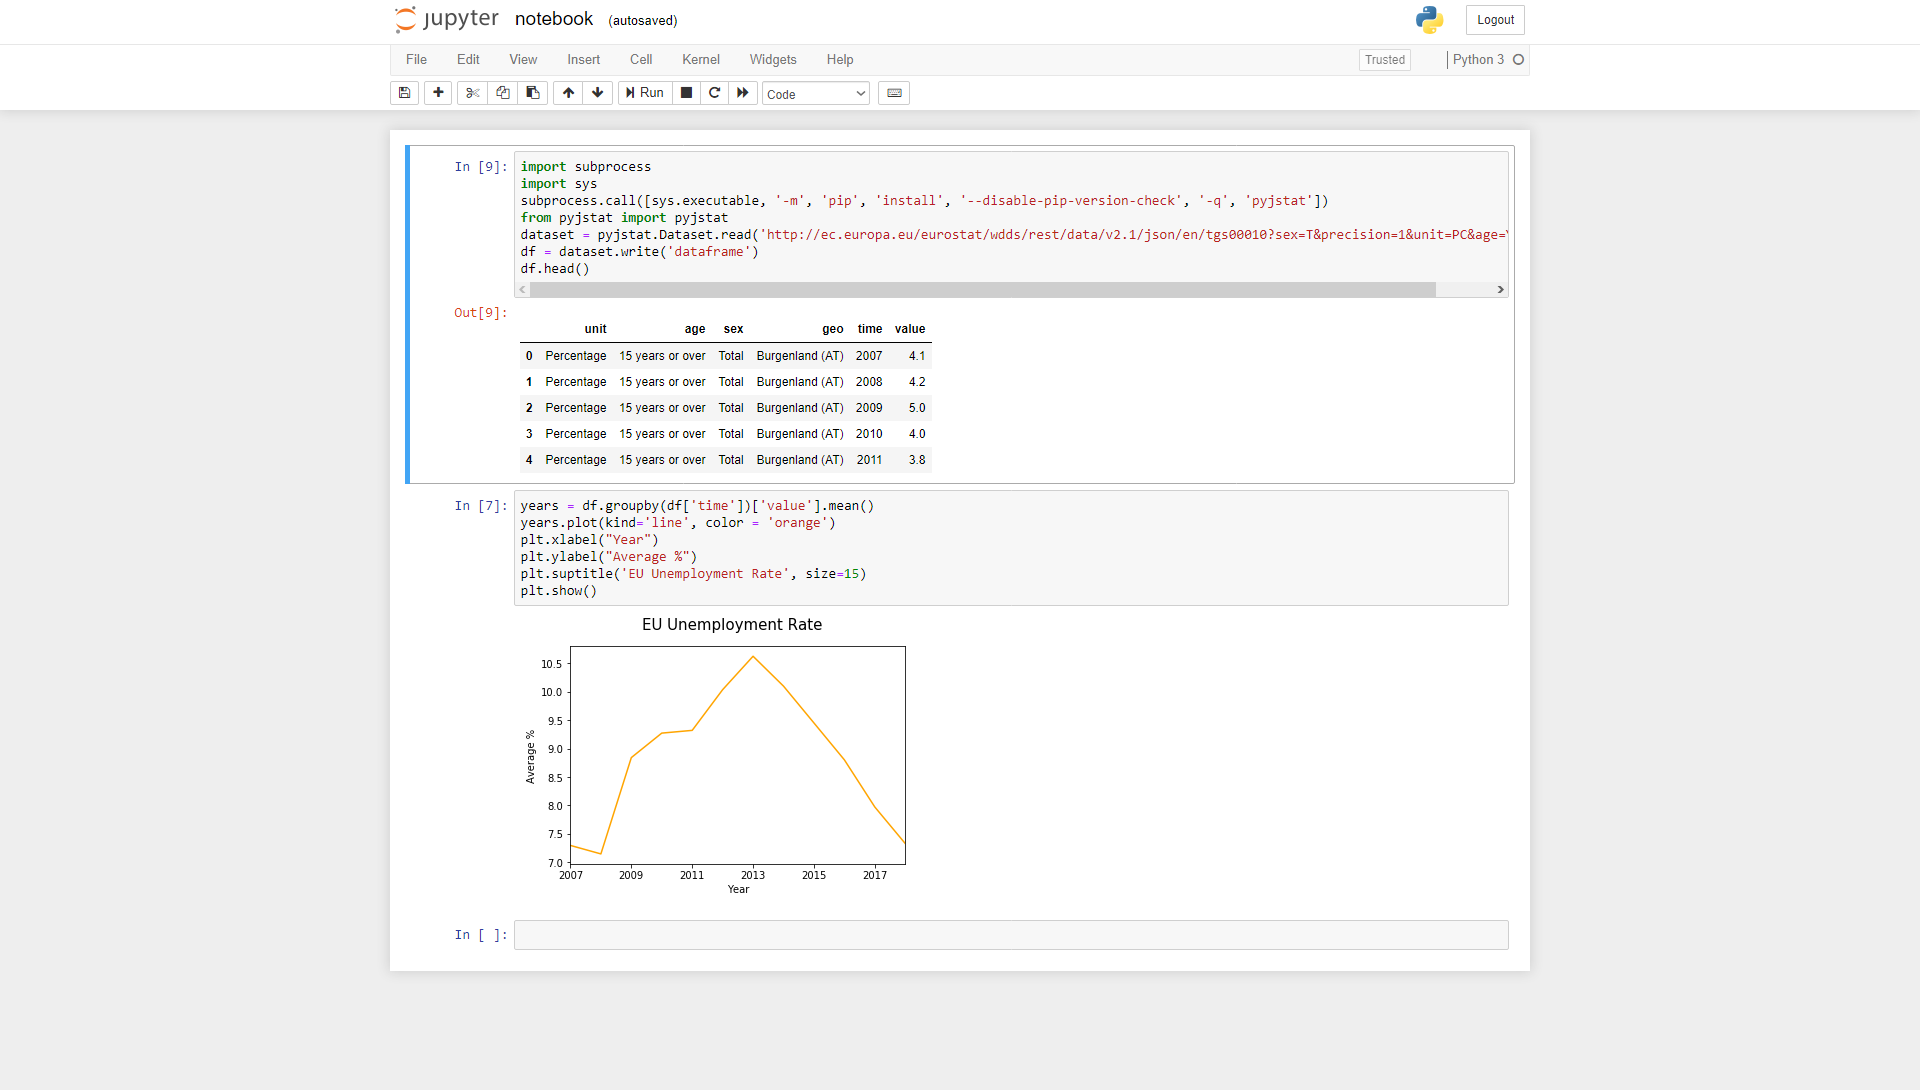 jupyter notebook (autosaved) Logout
File Edit View Insert Cell Kernel Widgets Help Trusted Python 3
Run Code
In [9]: import subprocess
import sys
subprocess.call([sys.executable, '-m', 'pip', 'install', '--disable-pip-version-check', '-q', 'pyjstat'])
from pyjstat import pyjstat
dataset = pyjstat.Dataset.read('http://ec.europa.eu/eurostat/wdds/rest/data/v2.1/json/en/tgs00010?sex=T&precision=1&unit=PC&age=
df = dataset.write('dataframe')
df.head()
Out[9]:
unit age sex geo time value
0 Percentage 15 years or over Total Burgenland (AT) 2007 4.1
1 Percentage 15 years or over Total Burgenland (AT) 2008 4.2
2 Percentage 15 years or over Total Burgenland (AT) 2009 5.0
3 Percentage 15 years or over Total Burgenland (AT) 2010 4.0
4 Percentage 15 years or over Total Burgenland (AT) 2011 3.8
In [7]: years = df.groupby(df['time'])['value'].mean()
years.plot(kind='line', color = 'orange')
plt.xlabel("Year")
plt.ylabel("Average %")
plt.suptitle('EU Unemployment Rate', size=15)
plt.show()
EU Unemployment Rate
10.5
10.0
9.5
9.0
8.5
8.0
7.5
7.0
Average %
2007 2009 2011 2013 2015 2017
Year
In [ ]: